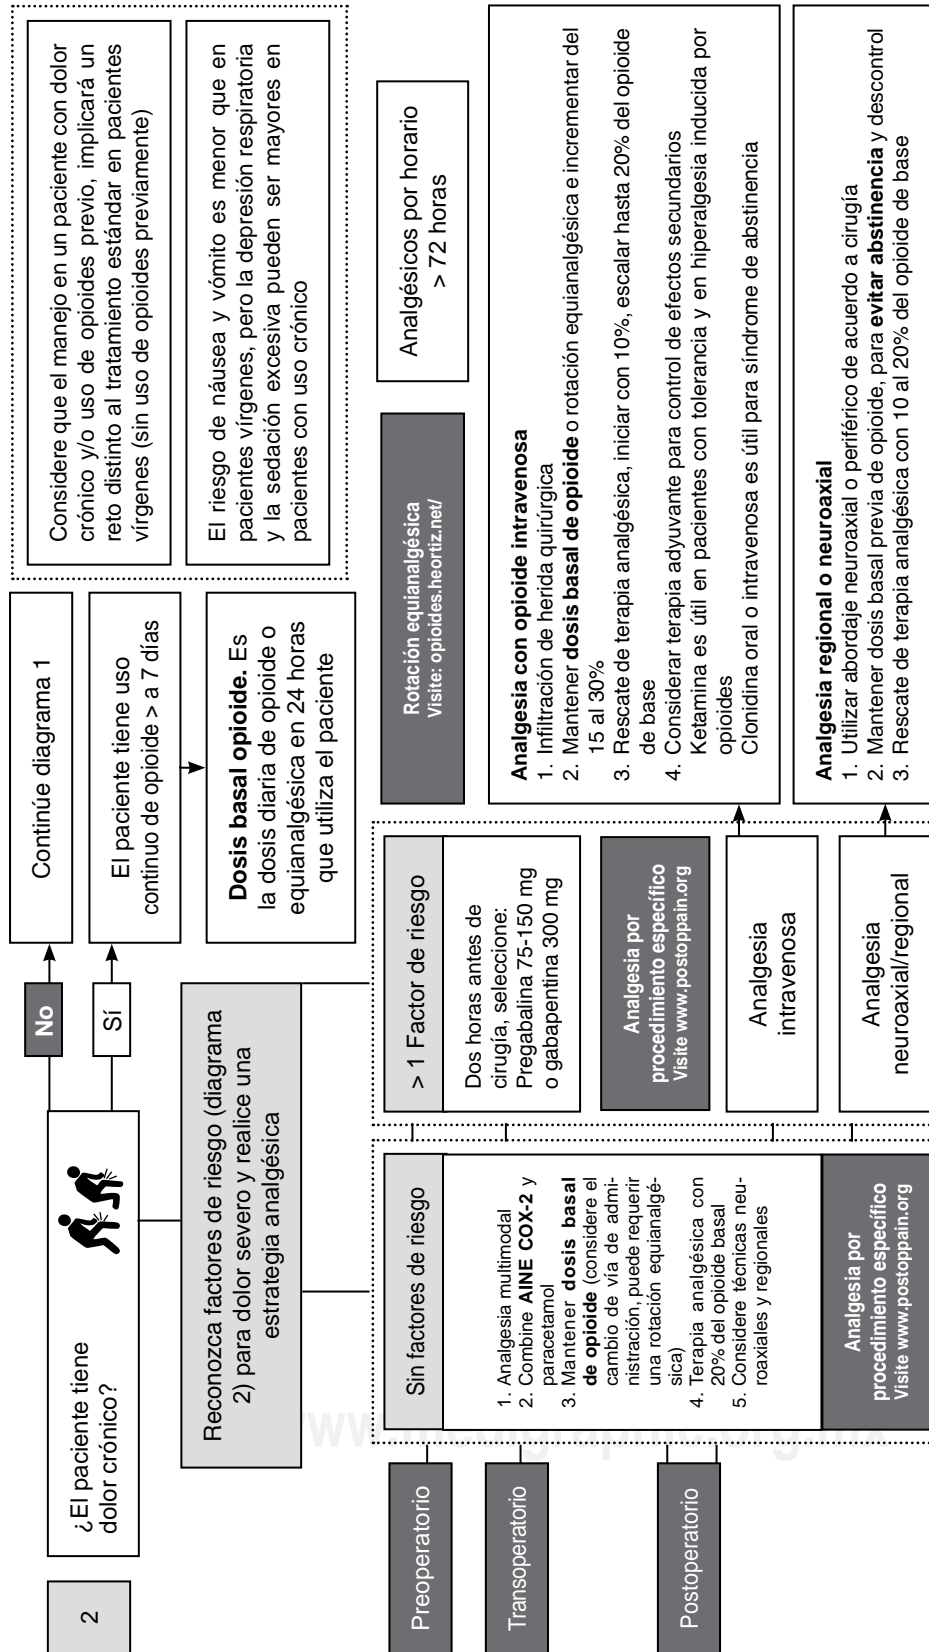 2
¿El paciente tiene
dolor crónico?
No
Sí
Continúe diagrama 1
El paciente tiene uso
continuo de opioide > a 7 días
Dosis basal opioide. Es
la dosis diaria de opioide o
equianalgésica en 24 horas
que utiliza el paciente
Considere que el manejo en un paciente con dolor
crónico y/o uso de opioides previo, implicará un
reto distinto al tratamiento estándar en pacientes
vírgenes (sin uso de opioides previamente)
El riesgo de náusea y vómito es menor que en
pacientes vírgenes, pero la depresión respiratoria
y la sedación excesiva pueden ser mayores en
pacientes con uso crónico
Reconozca factores de riesgo (diagrama
2) para dolor severo y realice una
estrategia analgésica
Preoperatorio
Transoperatorio
Postoperatorio
Sin factores de riesgo
1. Analgesia multimodal
2. Combine AINE COX-2 y
paracetamol
3. Mantener dosis basal
de opioide (considere el
cambio de vía de admi-
nistración, puede requerir
una rotación equianalgé-
sica)
4. Terapia analgésica con
20% del opioide basal
5. Considere técnicas neu-
roaxiales y regionales
Analgesia por
procedimiento específico
Visite www.postoppain.org
> 1 Factor de riesgo
Dos horas antes de
cirugía, seleccione:
Pregabalina 75-150 mg
o gabapentina 300 mg
Analgesia por
procedimiento específico
Visite www.postoppain.org
Analgesia
intravenosa
Analgesia
neuroaxial/regional
Rotación equianalgésica
Visite: opioides.heortiz.net/
Analgésicos por horario
> 72 horas
Analgesia con opioide intravenosa
1. Infiltración de herida quirúrgica
2. Mantener dosis basal de opioide o rotación equianalgésica e incrementar del
15 al 30%
3. Rescate de terapia analgésica, iniciar con 10%, escalar hasta 20% del opioide
de base
4. Considerar terapia adyuvante para control de efectos secundarios
Ketamina es útil en pacientes con tolerancia y en hiperalgesia inducida por
opioides
Clonidina oral o intravenosa es útil para síndrome de abstinencia
Analgesia regional o neuroaxial
1. Utilizar abordaje neuroaxial o periférico de acuerdo a cirugía
2. Mantener dosis basal previa de opioide, para evitar abstinencia y descontrol
3. Rescate de terapia analgésica con 10 al 20% del opioide de base